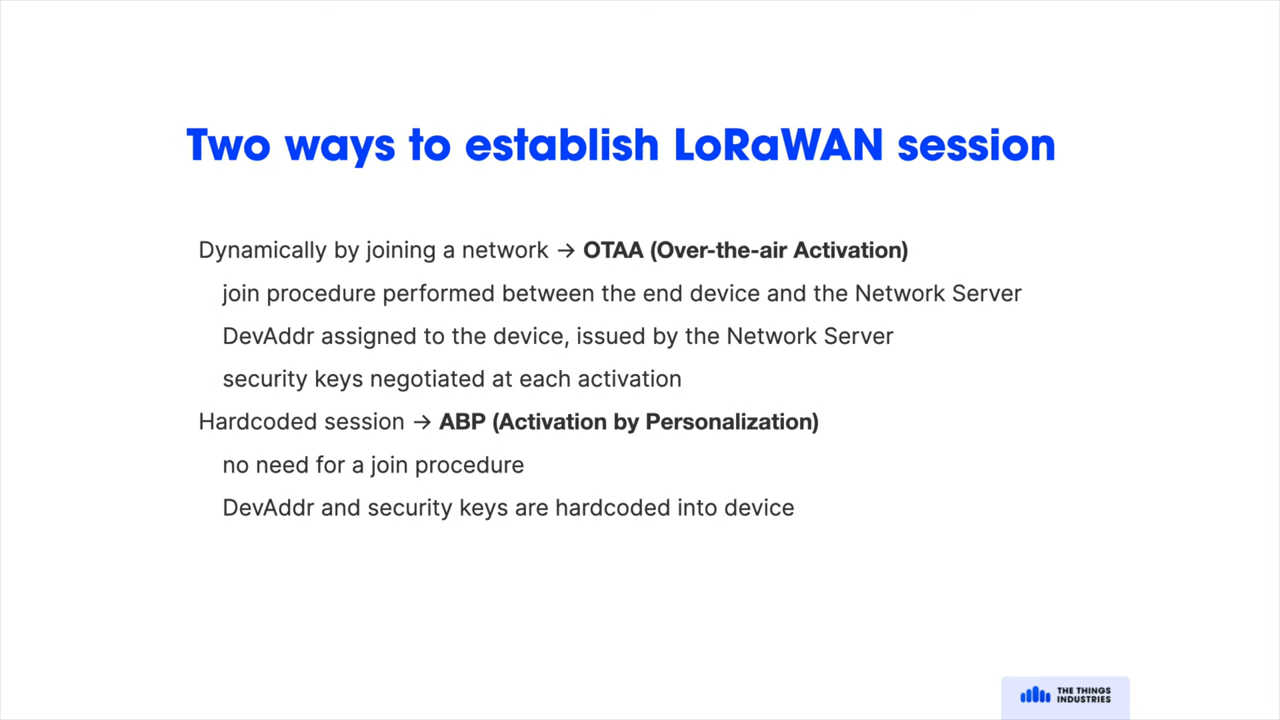 Two ways to establish LoRaWAN session
Dynamically by joining a network → OTAA (Over-the-air Activation)
join procedure performed between the end device and the Network Server
DevAddr assigned to the device, issued by the Network Server
security keys negotiated at each activation
Hardcoded session → ABP (Activation by Personalization)
no need for a join procedure
DevAddr and security keys are hardcoded into device
THE THINGS
INDUSTRIES